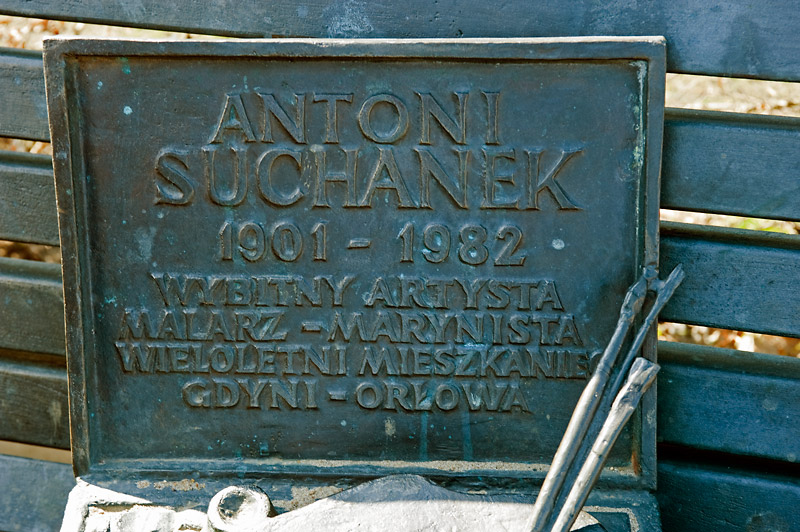 ANTONI
SUCHANEK
1901 - 1982
WYBITNY ARTYSTA
MALARZ - MARYNISTA
WIELOLETNI MIESZKANIEC
GDYNI - ORŁOWA